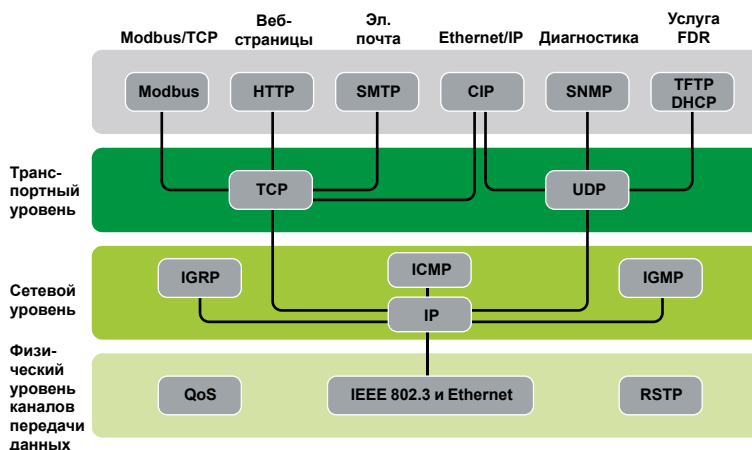 Modbus/TCP
Веб-
страницы
Эл.
почта
Ethernet/IP
Диагностика
Услуга
FDR
Modbus
HTTP
SMTP
CIP
SNMP
TFTP
DHCP
Транс-
портный
уровень
TCP
UDP
Сетевой
уровень
IGRP
ICMP
IGMP
IP
Физи-
ческий
уровень
каналов
передачи
данных
QoS
IEEE 802.3 и Ethernet
RSTP